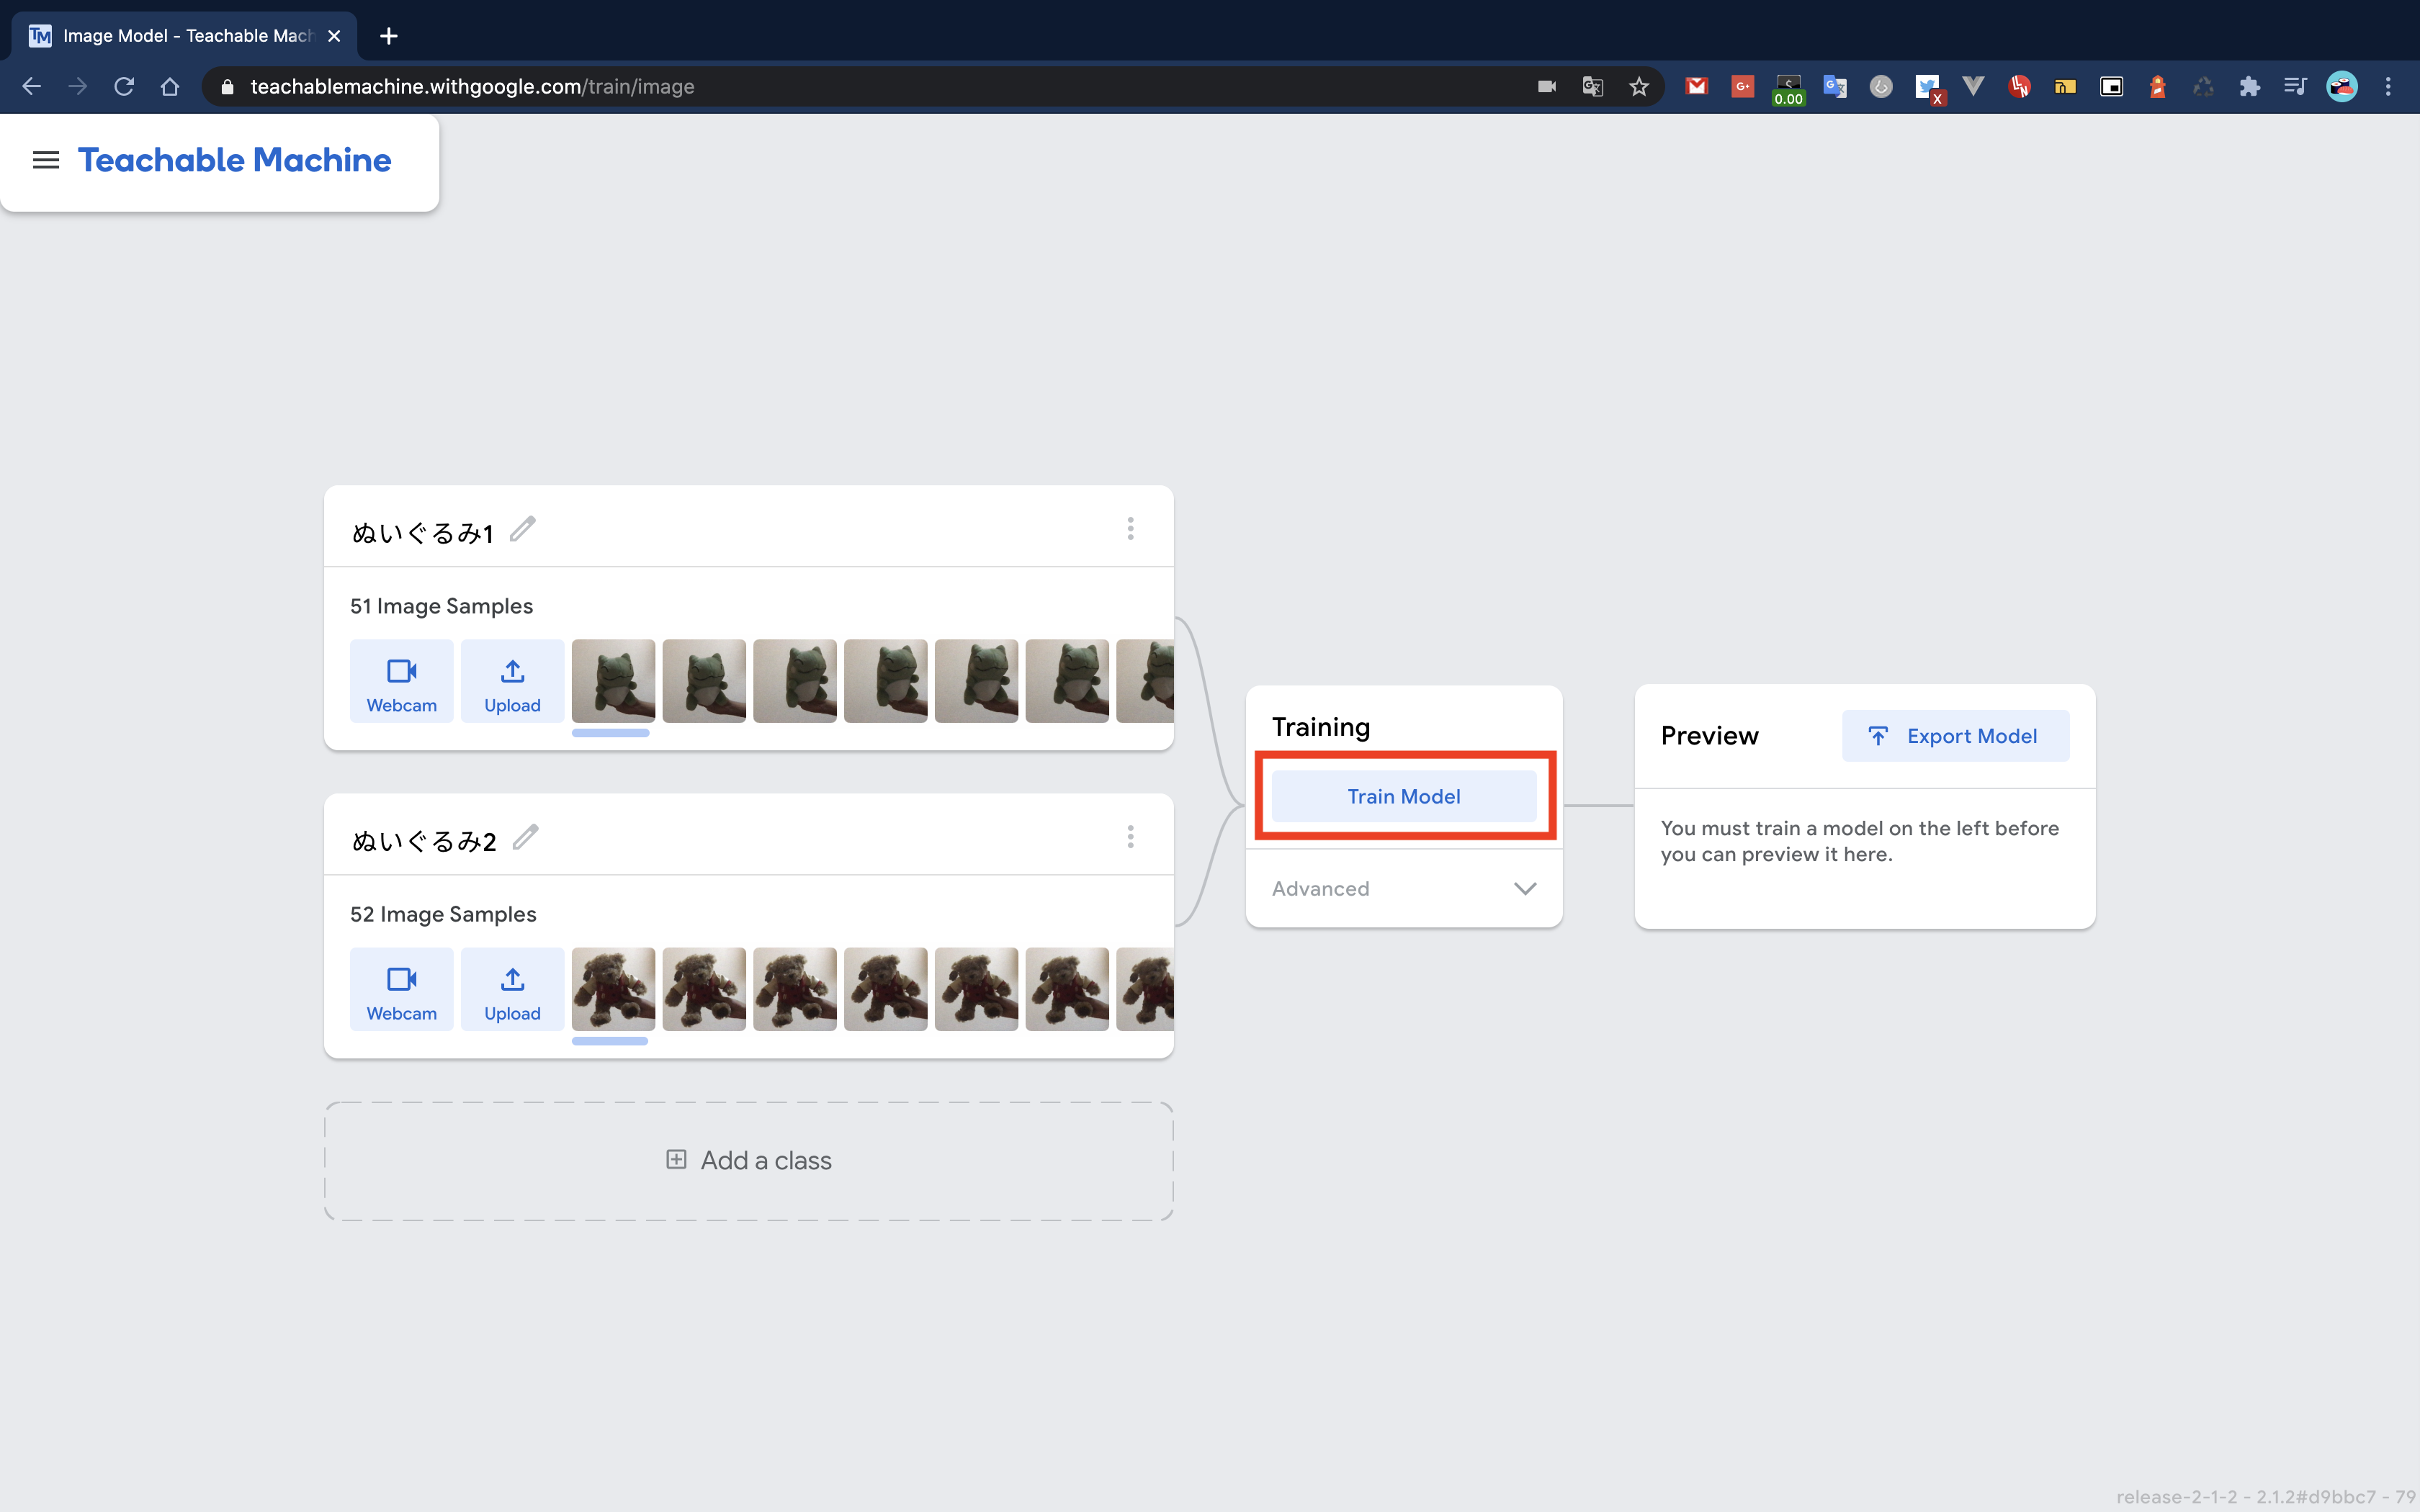 TM Image Model - Teachable Mach
teachablemachine.withgoogle.com/train/image
G+
$
0.00
X
Teachable Machine
ぬいぐるみ1
51 Image Samples
Webcam
Upload
ぬいぐるみ2
52 Image Samples
Webcam
Upload
Add a class
Training
Train Model
Advanced
Preview
Export Model
You must train a model on the left before
you can preview it here.
release-2-1-2 - 2.1.2#d9bbc7 - 79